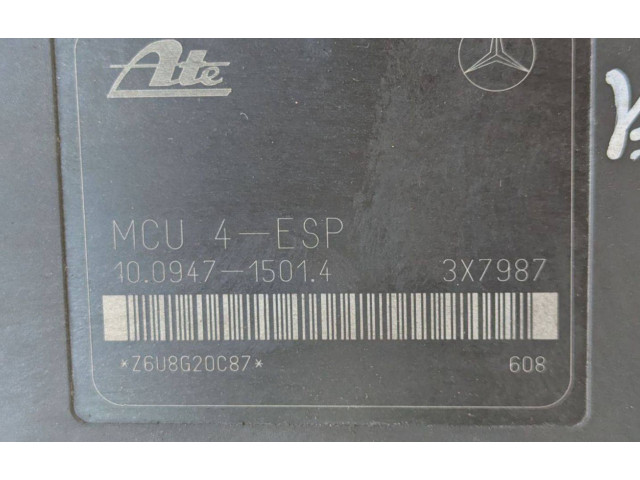 Ate
MCU 4-ESP
10.0947-1501.4 3X7987
*Z6U8G20C87* 608